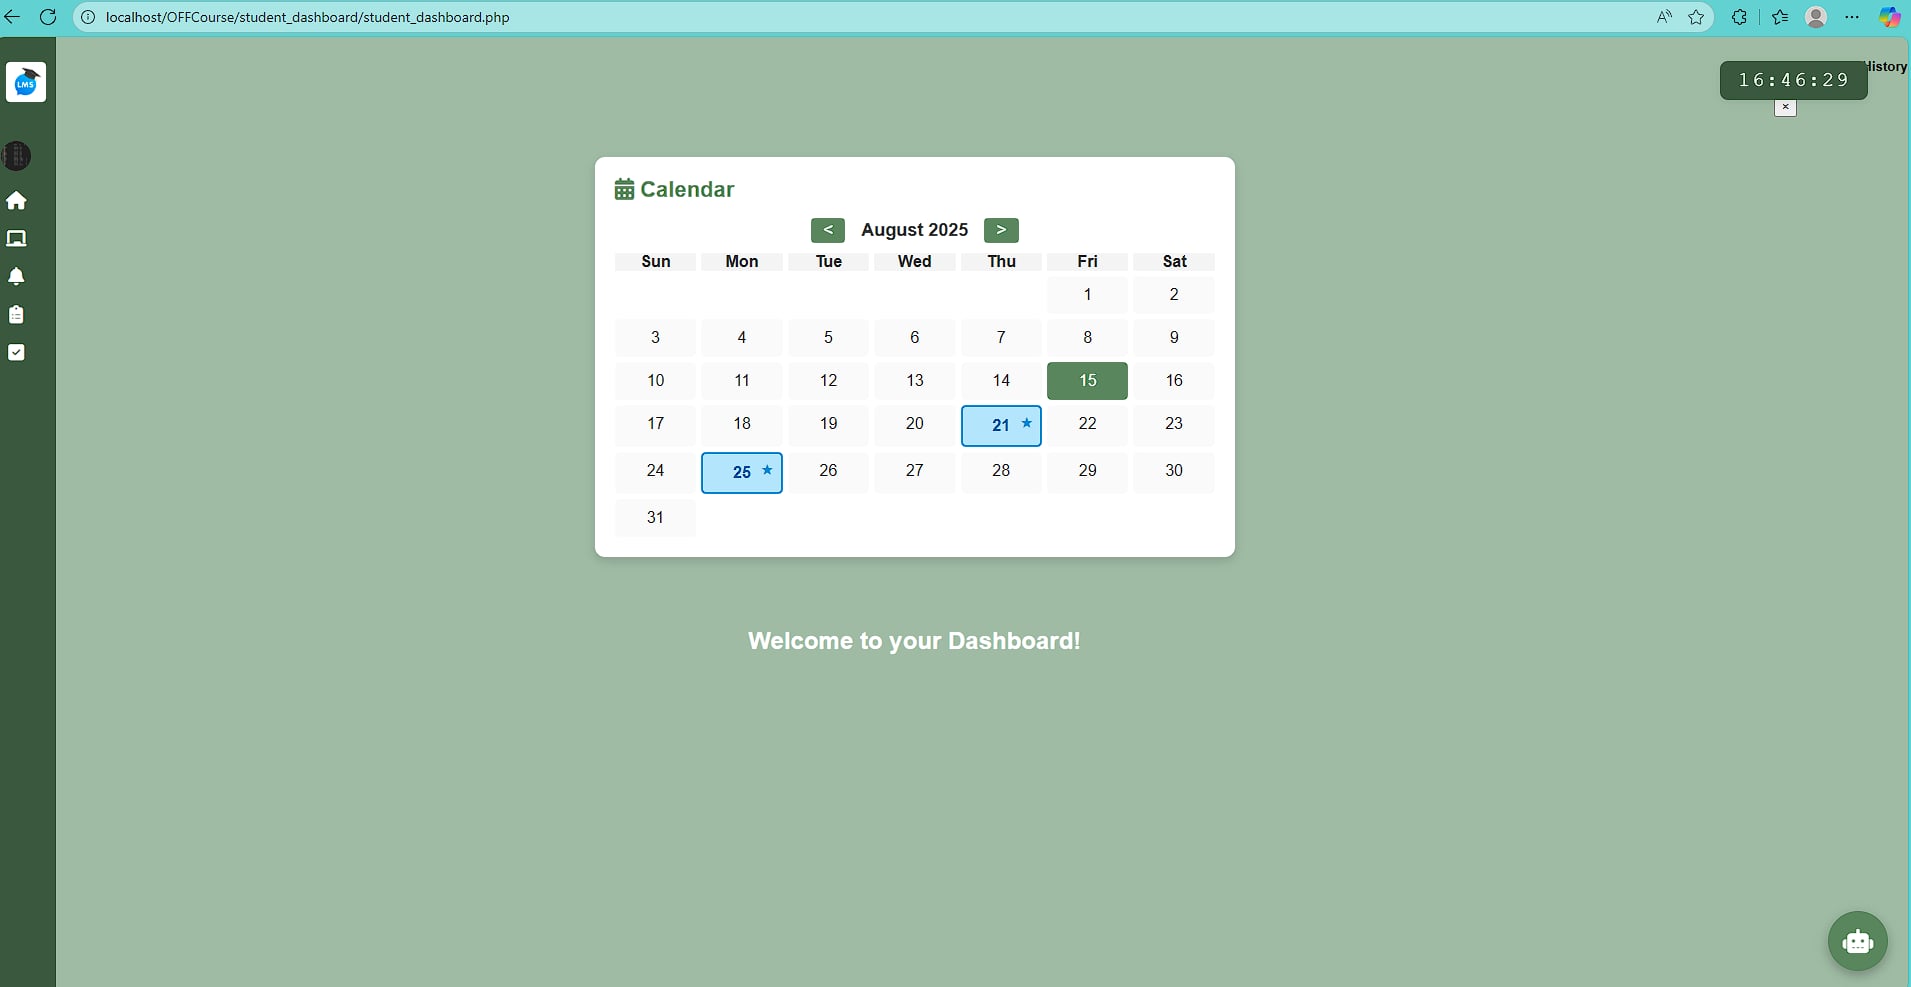 localhost/OFFCourse/student_dashboard/student_dashboard.php
LMS
16:46:29
×
Calendar
< August 2025 >
Sun Mon Tue Wed Thu Fri Sat
1 2
3 4 5 6 7 8 9
10 11 12 13 14 15 16
17 18 19 20 21 ★ 22 23
24 25 ★ 26 27 28 29 30
31
Welcome to your Dashboard!